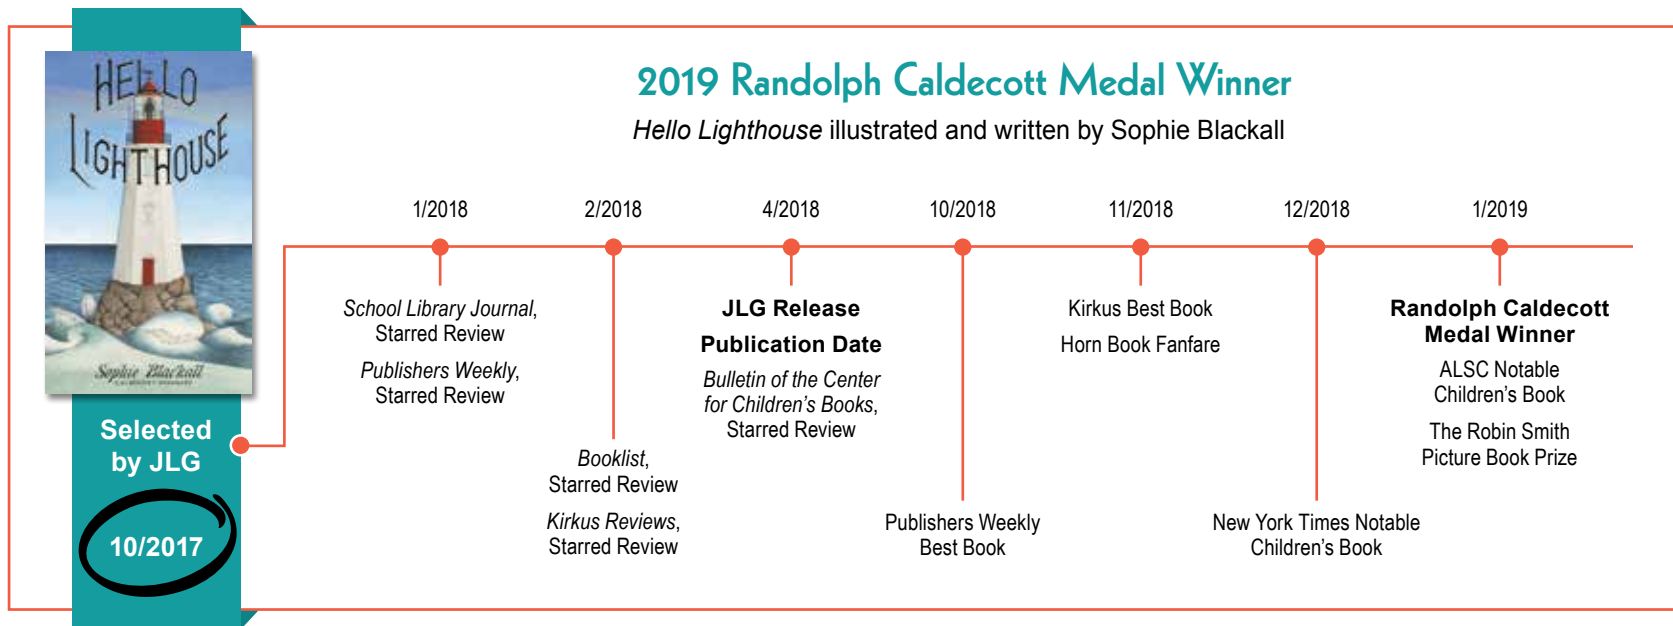 HELLO
LIGHTHOUSE
Sophie Blackall
Selected
by JLG
10/2017
2019 Randolph Caldecott Medal Winner
Hello Lighthouse illustrated and written by Sophie Blackall
1/2018
School Library Journal,
Starred Review
Publishers Weekly,
Starred Review
2/2018
Booklist,
Starred Review
Kirkus Reviews,
Starred Review
4/2018
JLG Release
Publication Date
Bulletin of the Center
for Children's Books,
Starred Review
10/2018
Publishers Weekly
Best Book
11/2018
Kirkus Best Book
Horn Book Fanfare
12/2018
New York Times Notable
Children's Book
1/2019
Randolph Caldecott
Medal Winner
ALSC Notable
Children's Book
The Robin Smith
Picture Book Prize